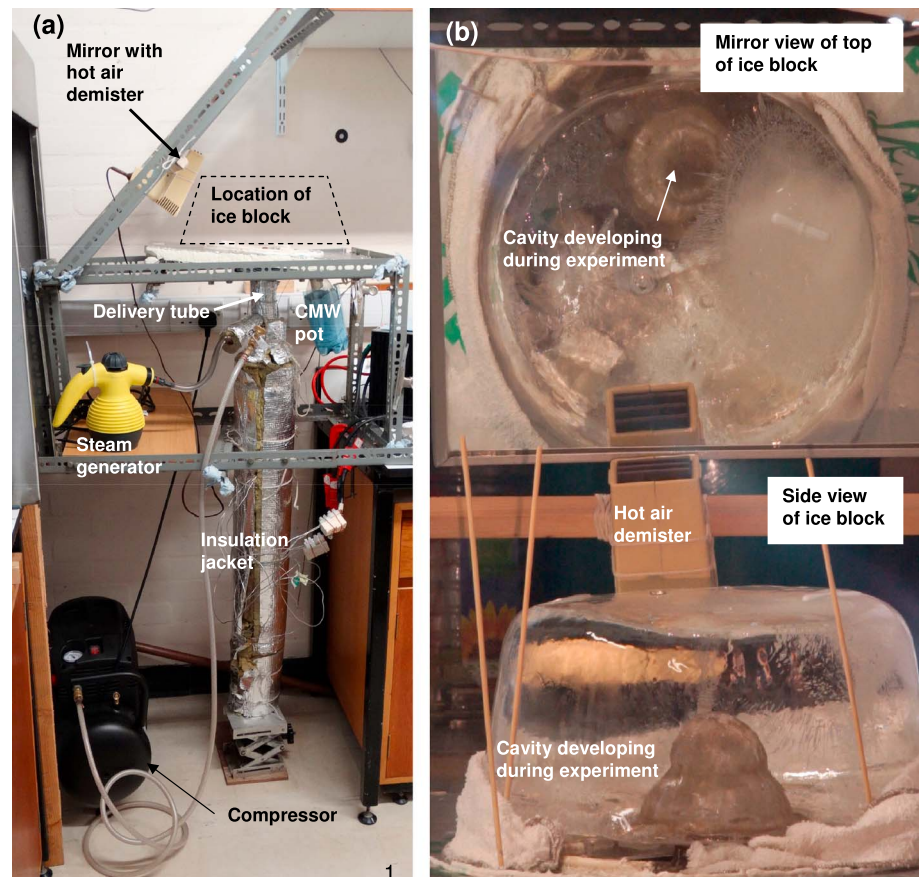 (a)
Mirror with
hot air
demister
Location of
ice block
Delivery tube
CMW
pot
Steam
generator
Insulation
jacket
Compressor
1
(b)
Mirror view of top
of ice block
Cavity developing
during experiment
Hot air
demister
Side view
of ice block
Cavity developing
during experiment